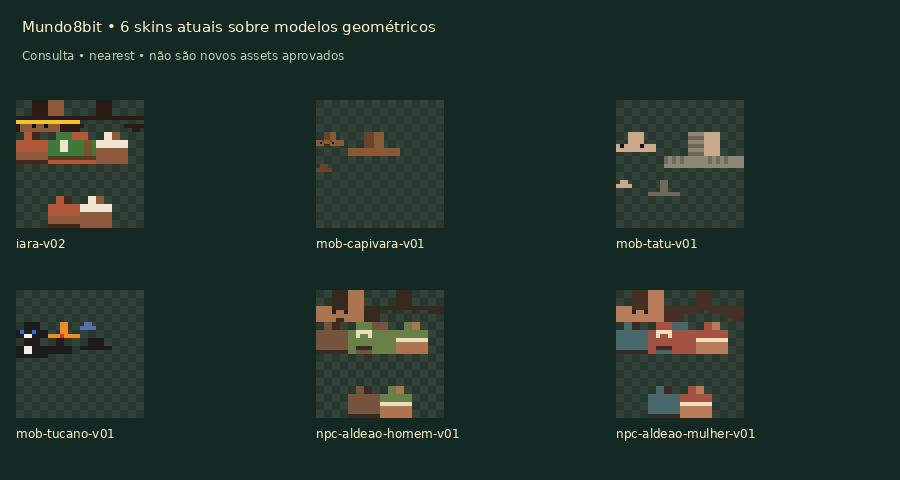 Mundo8bit • 6 skins atuais sobre modelos geométricos
Consulta • nearest • não são novos assets aprovados
iara-v02
mob-capivara-v01
mob-tatu-v01
mob-tucano-v01
npc-aldeao-homem-v01
npc-aldeao-mulher-v01